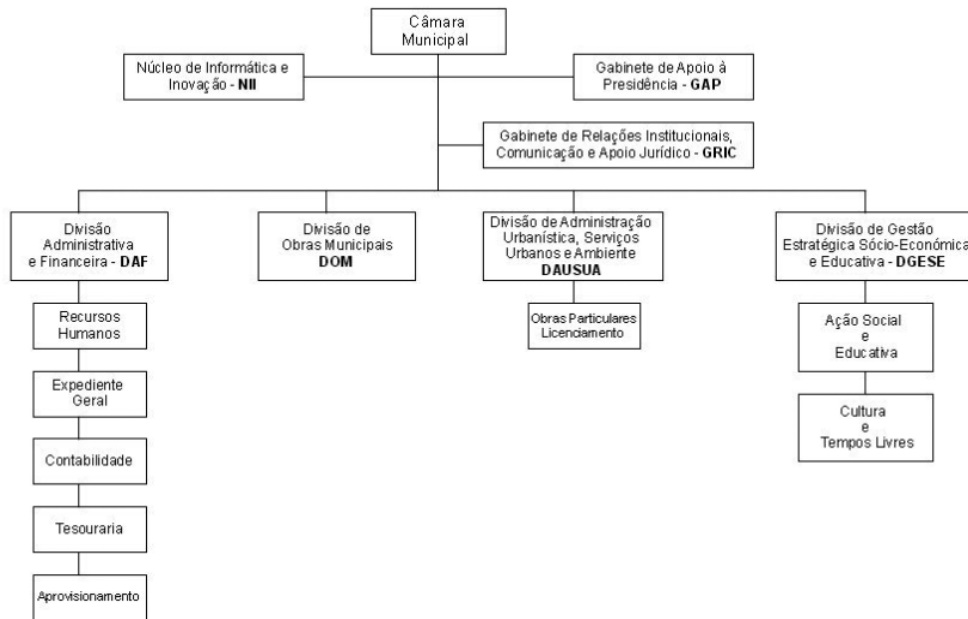 Câmara
Municipal
Núcleo de Informática e
Inovação - NII
Gabinete de Apoio à
Presidência - GAP
Gabinete de Relações Institucionais,
Comunicação e Apoio Jurídico - GRIC
Divisão
Administrativa
e Financeira - DAF
Divisão de
Obras Municipais
DOM
Divisão de Administração
Urbanística, Serviços
Urbanos e Ambiente
DAUSUA
Divisão de Gestão
Estratégica Sócio-Económica
e Educativa - DGESE
Recursos
Humanos
Expediente
Geral
Contabilidade
Tesouraria
Aprovisionamento
Obras Particulares
Licenciamento
Ação Social
e
Educativa
Cultura
e
Tempos Livres